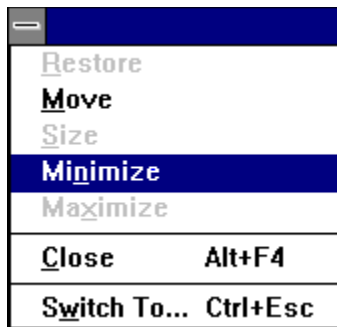 Restore
Move
Size
Minimize
Maximize
Close Alt+F4
Switch To... Ctrl+Esc